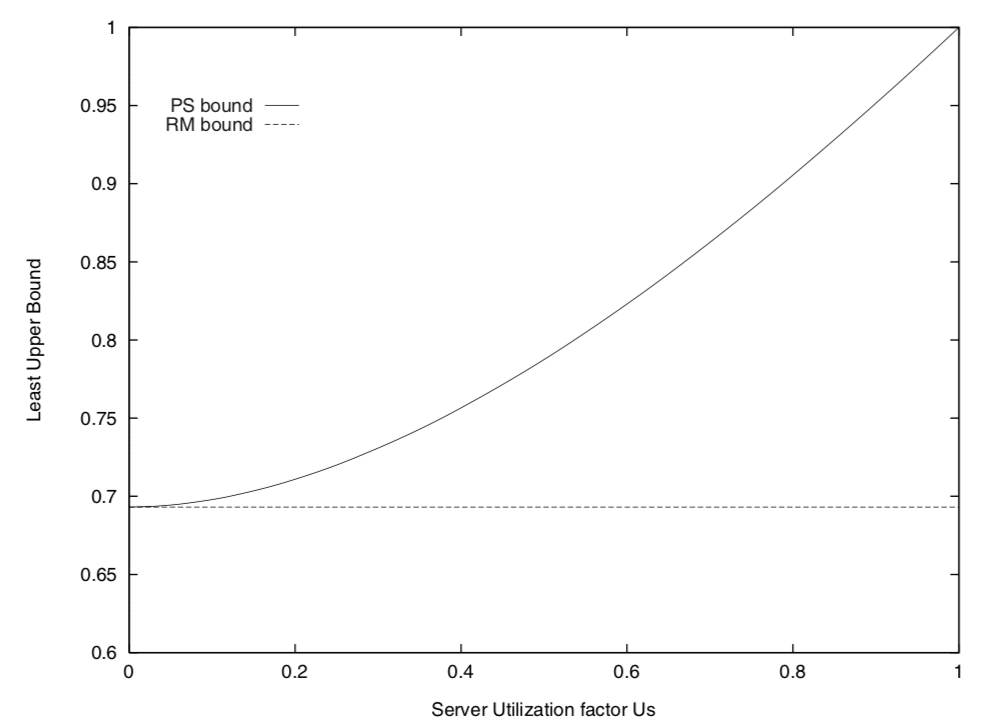 1
0.95
0.9
0.85
0.8
0.75
0.7
0.65
0.6
PS bound
RM bound
Least Upper Bound
0 0.2 0.4 0.6 0.8 1
Server Utilization factor Us